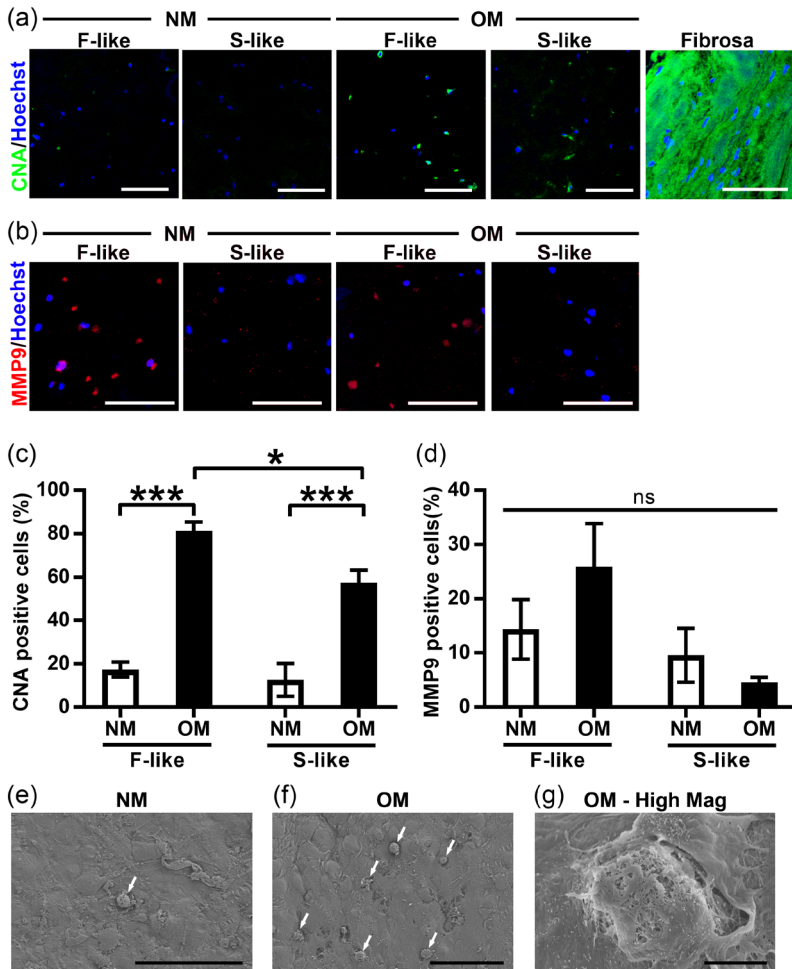 (a) NM OM
F-like S-like F-like S-like Fibrosa
CNA/Hoechst
(b) NM OM
F-like S-like F-like S-like
MMP9/Hoechst
(c) (d)
* ns
*** ***
CNA positive cells (%)
100
80
60
40
20
0
NM OM NM OM
F-like S-like
MMP9 positive cells(%)
40
30
20
10
0
NM OM NM OM
F-like S-like
(e) NM (f) OM (g) OM - High Mag